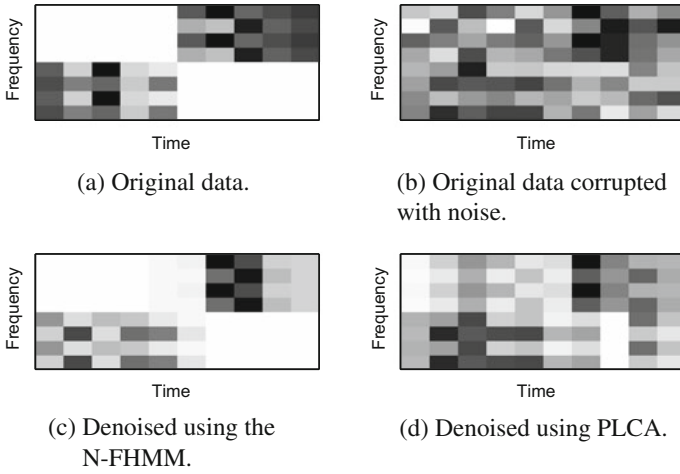 Frequency
Time
(a) Original data.
Frequency
Time
(b) Original data corrupted
with noise.
Frequency
Time
(c) Denoised using the
N-FHMM.
Frequency
Time
(d) Denoised using PLCA.